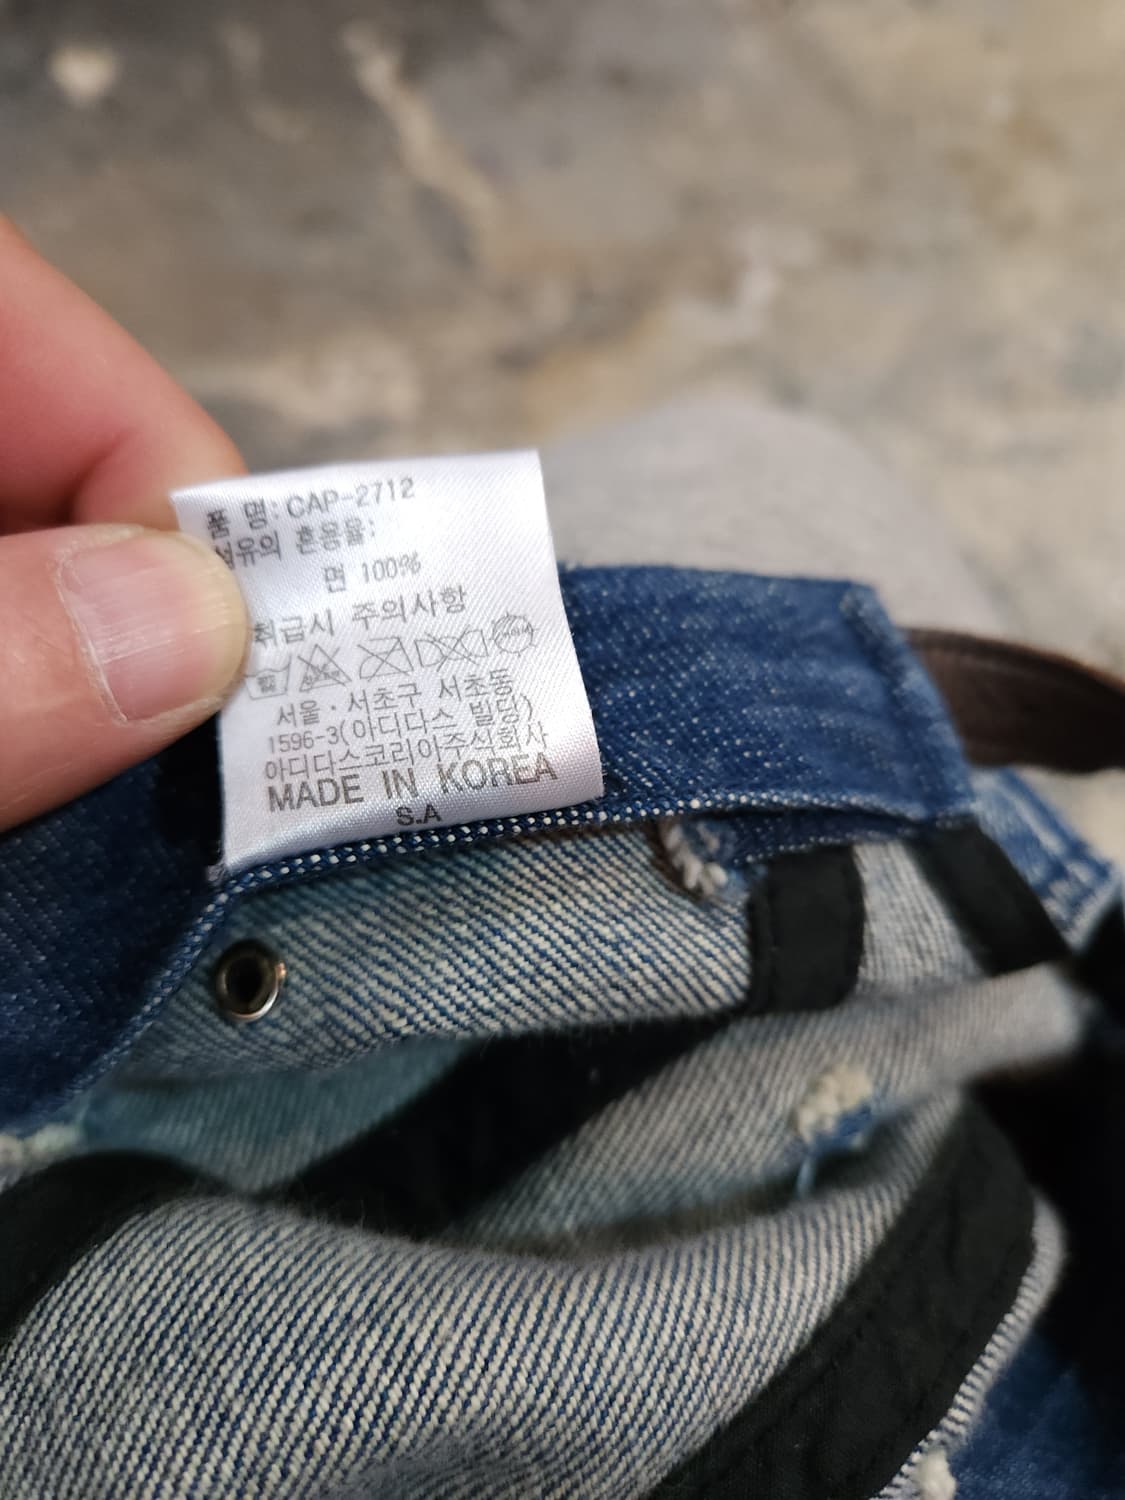 품 명: CAP-2712
섬유의 혼용율:
면 100%
취급시 주의사항
서울·서초구 서초동
1596-3(아디다스 빌딩)
아디다스코리아주식회사
MADE IN KOREA
S.A